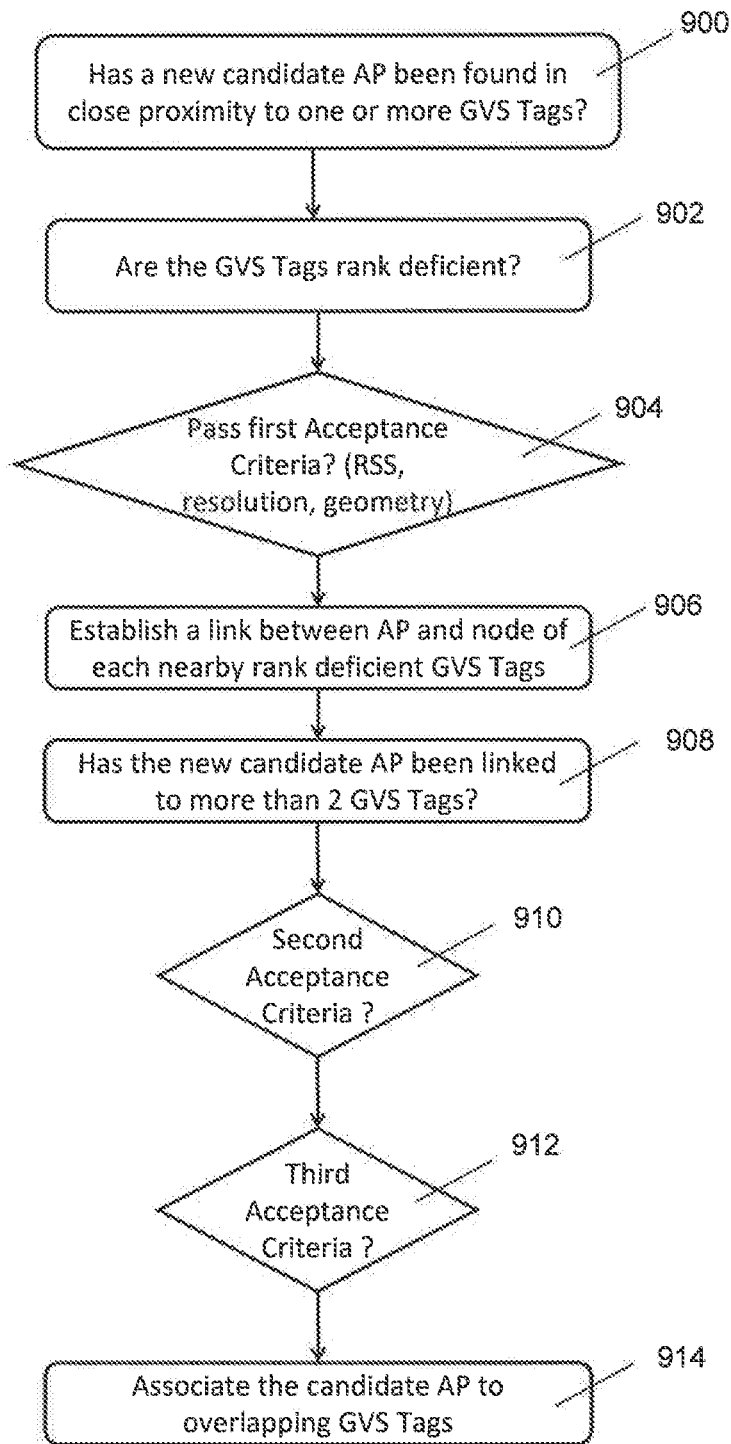 900
Has a new candidate AP been found in
close proximity to one or more GVS Tags?
902
Are the GVS Tags rank deficient?
904
Pass first Acceptance
Criteria? (RSS,
resolution, geometry)
906
Establish a link between AP and node of
each nearby rank deficient GVS Tags
908
Has the new candidate AP been linked
to more than 2 GVS Tags?
910
Second
Acceptance
Criteria ?
912
Third
Acceptance
Criteria ?
914
Associate the candidate AP to
overlapping GVS Tags